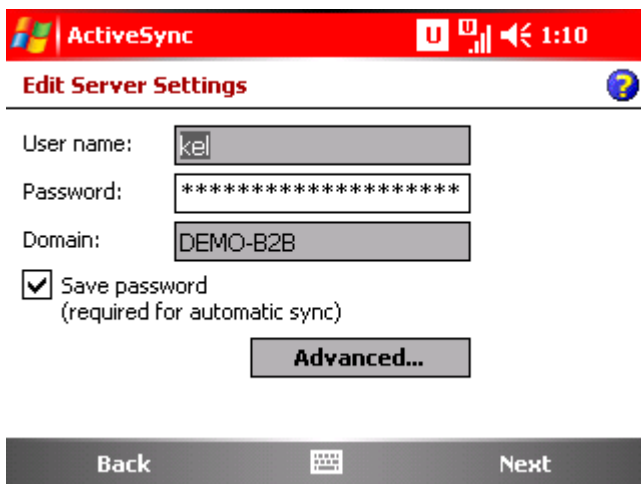 ActiveSync U U 1:10
Edit Server Settings ?
User name: kel
Password: ********************
Domain: DEMO-B2B
Save password
(required for automatic sync)
Advanced...
Back Next